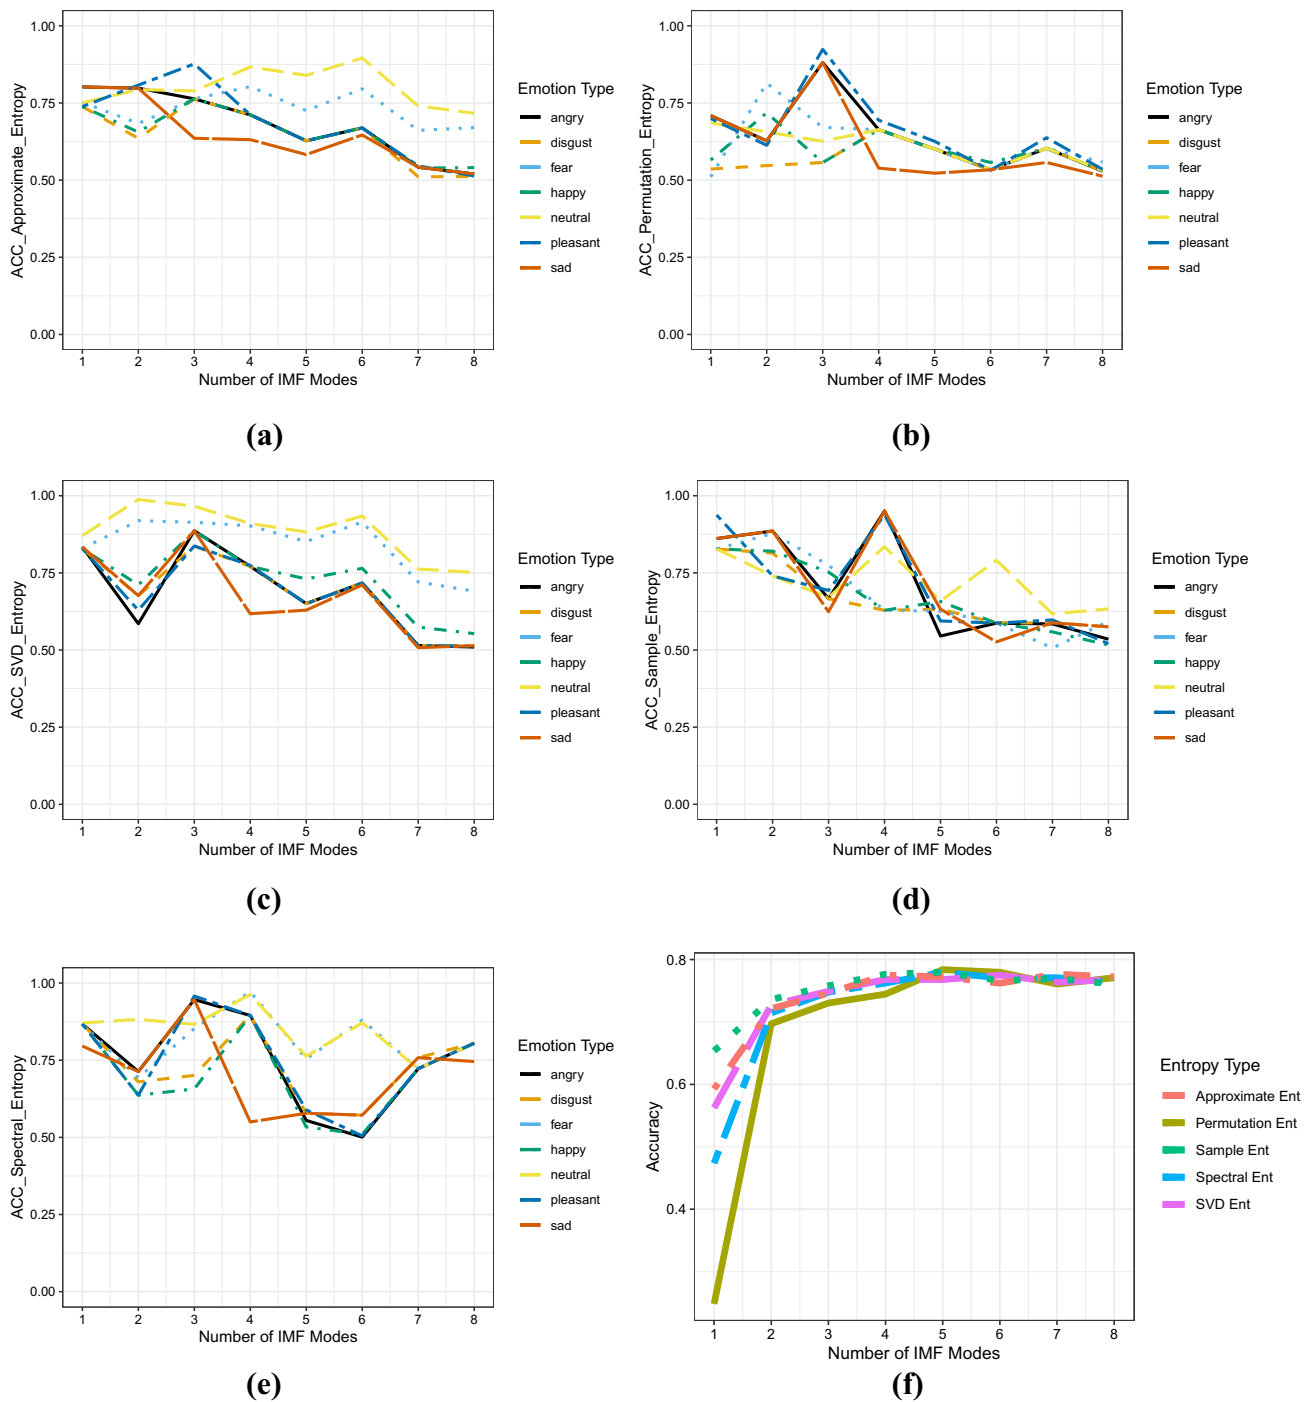 1.00
0.75
0.50
0.25
0.00
ACC_Approximate_Entropy
1 2 3 4 5 6 7 8
Number of IMF Modes
Emotion Type
angry
disgust
fear
happy
neutral
pleasant
sad
(a)
1.00
0.75
0.50
0.25
0.00
ACC_Permutation_Entropy
1 2 3 4 5 6 7 8
Number of IMF Modes
Emotion Type
angry
disgust
fear
happy
neutral
pleasant
sad
(b)
1.00
0.75
0.50
0.25
0.00
ACC_SVD_Entropy
1 2 3 4 5 6 7 8
Number of IMF Modes
Emotion Type
angry
disgust
fear
happy
neutral
pleasant
sad
(c)
1.00
0.75
0.50
0.25
0.00
ACC_Sample_Entropy
1 2 3 4 5 6 7 8
Number of IMF Modes
Emotion Type
angry
disgust
fear
happy
neutral
pleasant
sad
(d)
1.00
0.75
0.50
0.25
0.00
ACC_Spectral_Entropy
1 2 3 4 5 6 7 8
Number of IMF Modes
Emotion Type
angry
disgust
fear
happy
neutral
pleasant
sad
(e)
0.8
0.6
0.4
Accuracy
1 2 3 4 5 6 7 8
Number of IMF Modes
Entropy Type
Approximate Ent
Permutation Ent
Sample Ent
Spectral Ent
SVD Ent
(f)